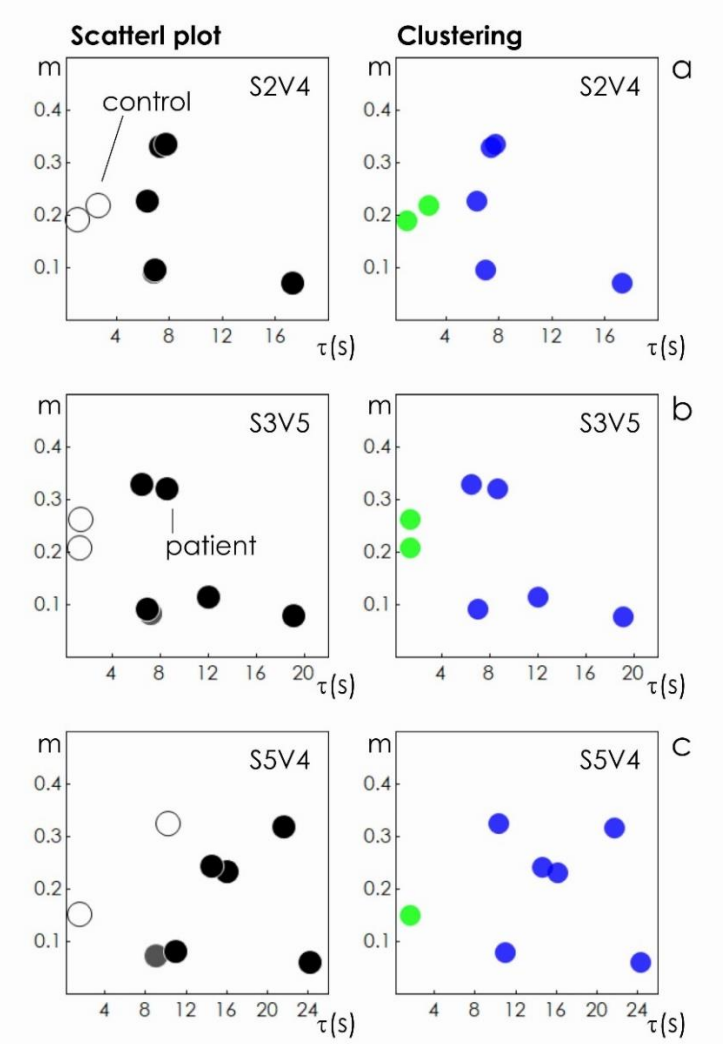 Scatterl plot
Clustering
m
S2V4
control
0.4
0.3
0.2
0.1
4 8 12 16
τ(s)
m
S2V4
a
0.4
0.3
0.2
0.1
4 8 12 16
τ(s)
m
S3V5
0.4
0.3
0.2
patient
0.1
4 8 12 16 20
τ(s)
m
S3V5
b
0.4
0.3
0.2
0.1
4 8 12 16 20
τ(s)
m
S5V4
0.4
0.3
0.2
0.1
4 8 12 16 20 24
τ(s)
m
S5V4
c
0.4
0.3
0.2
0.1
4 8 12 16 20 24
τ(s)